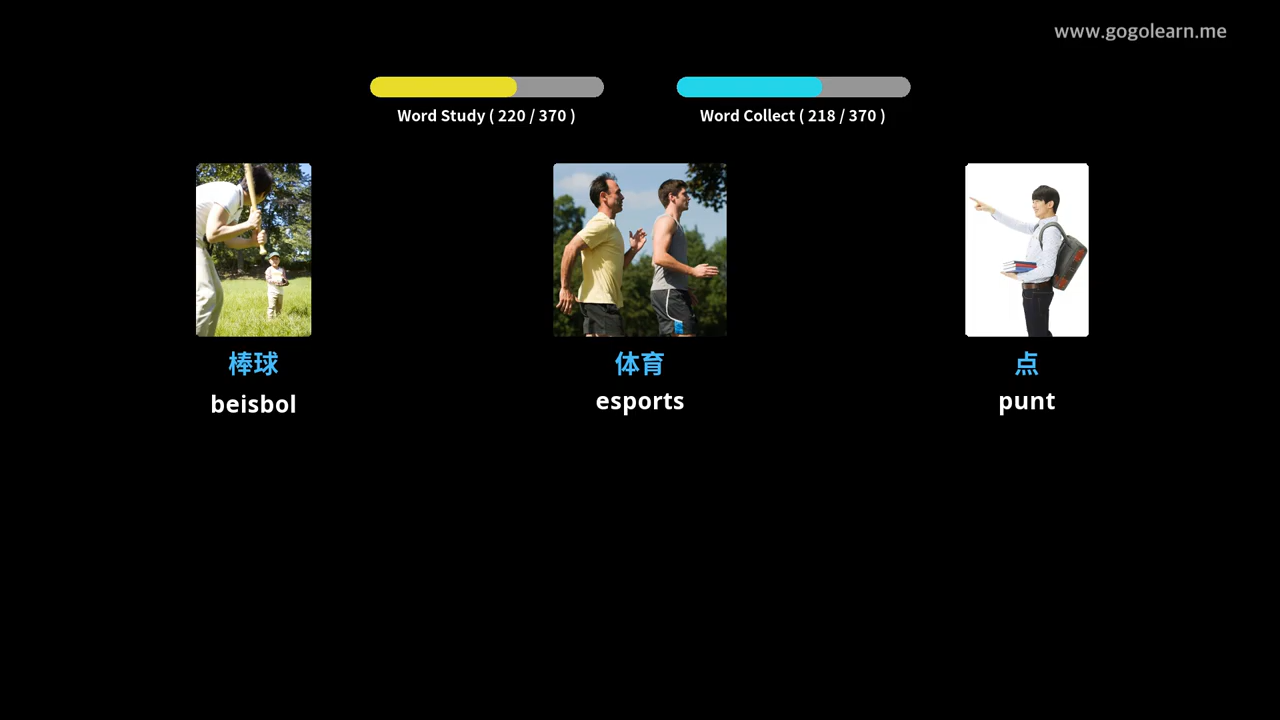 www.gogolearn.me
Word Study ( 220 / 370 )
Word Collect ( 218 / 370 )
棒球
体育
点
beisbol
esports
punt